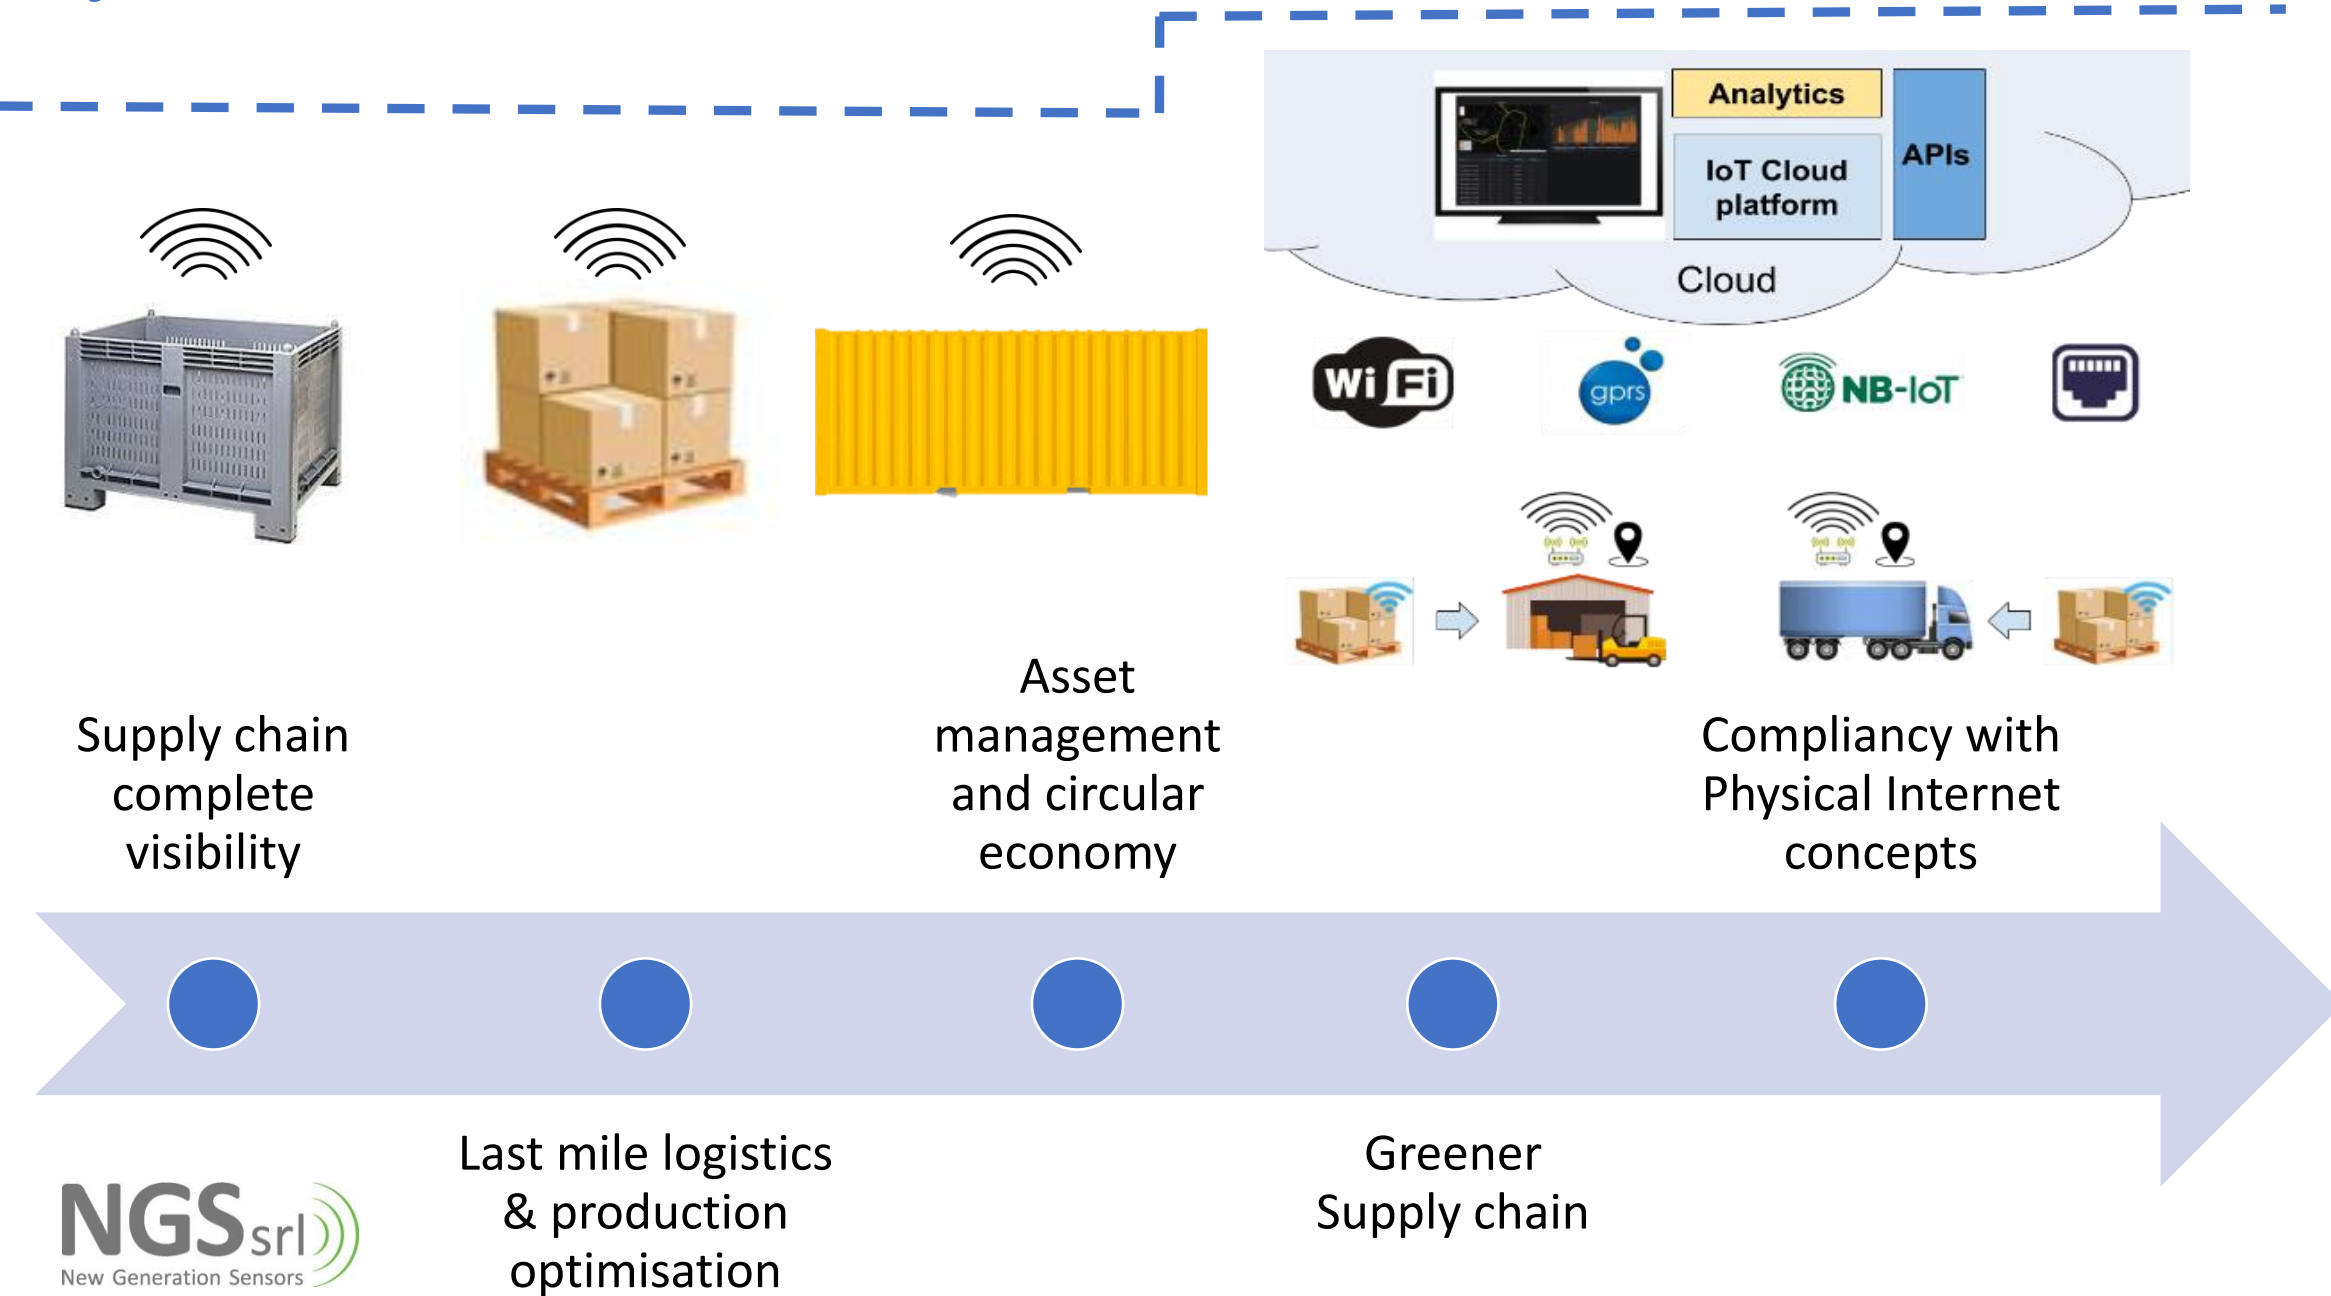 Analytics
IoT Cloud
platform
APIs
Cloud
Wi Fi
gprs
NB-IoT
Supply chain
complete
visibility
Asset
management
and circular
economy
Compliancy with
Physical Internet
concepts
Last mile logistics
& production
optimisation
Greener
Supply chain
NGS srl
New Generation Sensors